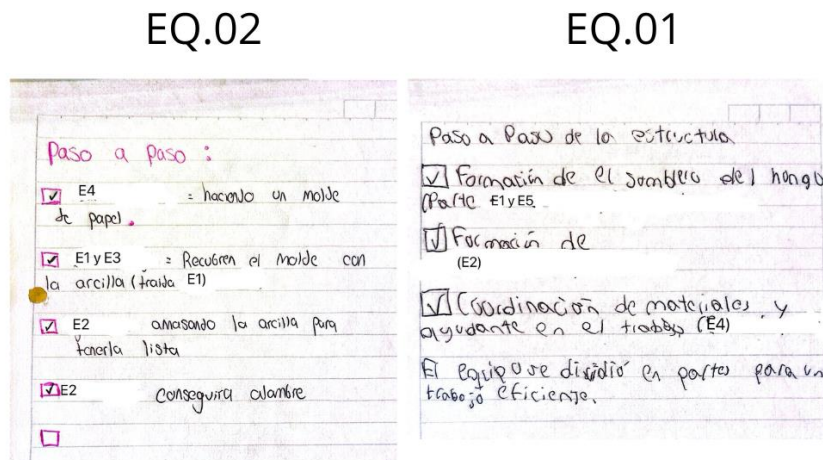 EQ.02
Paso a paso :
E4 = haciendo un molde
de papel.
E1 y E3 = Recubren el molde con
la arcilla (traida E1)
E2 amasando la arcilla para
tenerla lista
E2 conseguira alambre
EQ.01
Paso a Paso de la estructura
Formación de el sombrero del hongo
(Parte E1 y E5
Formación de
(E2)
Coordinación de materiales y
ayudante en el trabajo (E4)
El equipo se dividió en partes para un
trabajo eficiente.